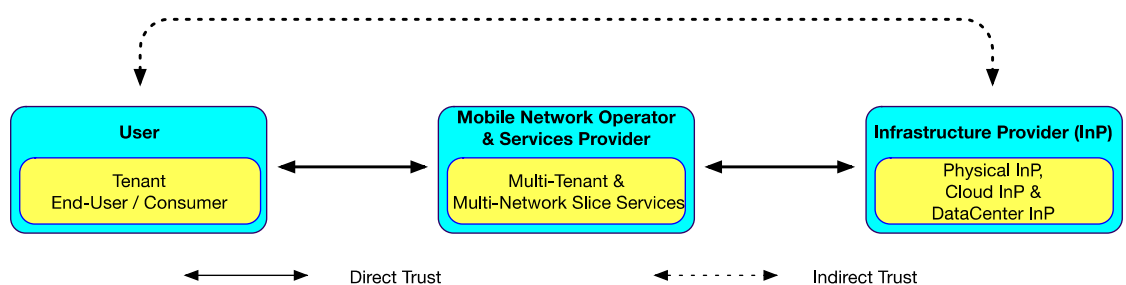 User
Tenant
End-User / Consumer
Mobile Network Operator
& Services Provider
Multi-Tenant &
Multi-Network Slice Services
Infrastructure Provider (InP)
Physical InP,
Cloud InP &
DataCenter InP
Direct Trust
Indirect Trust